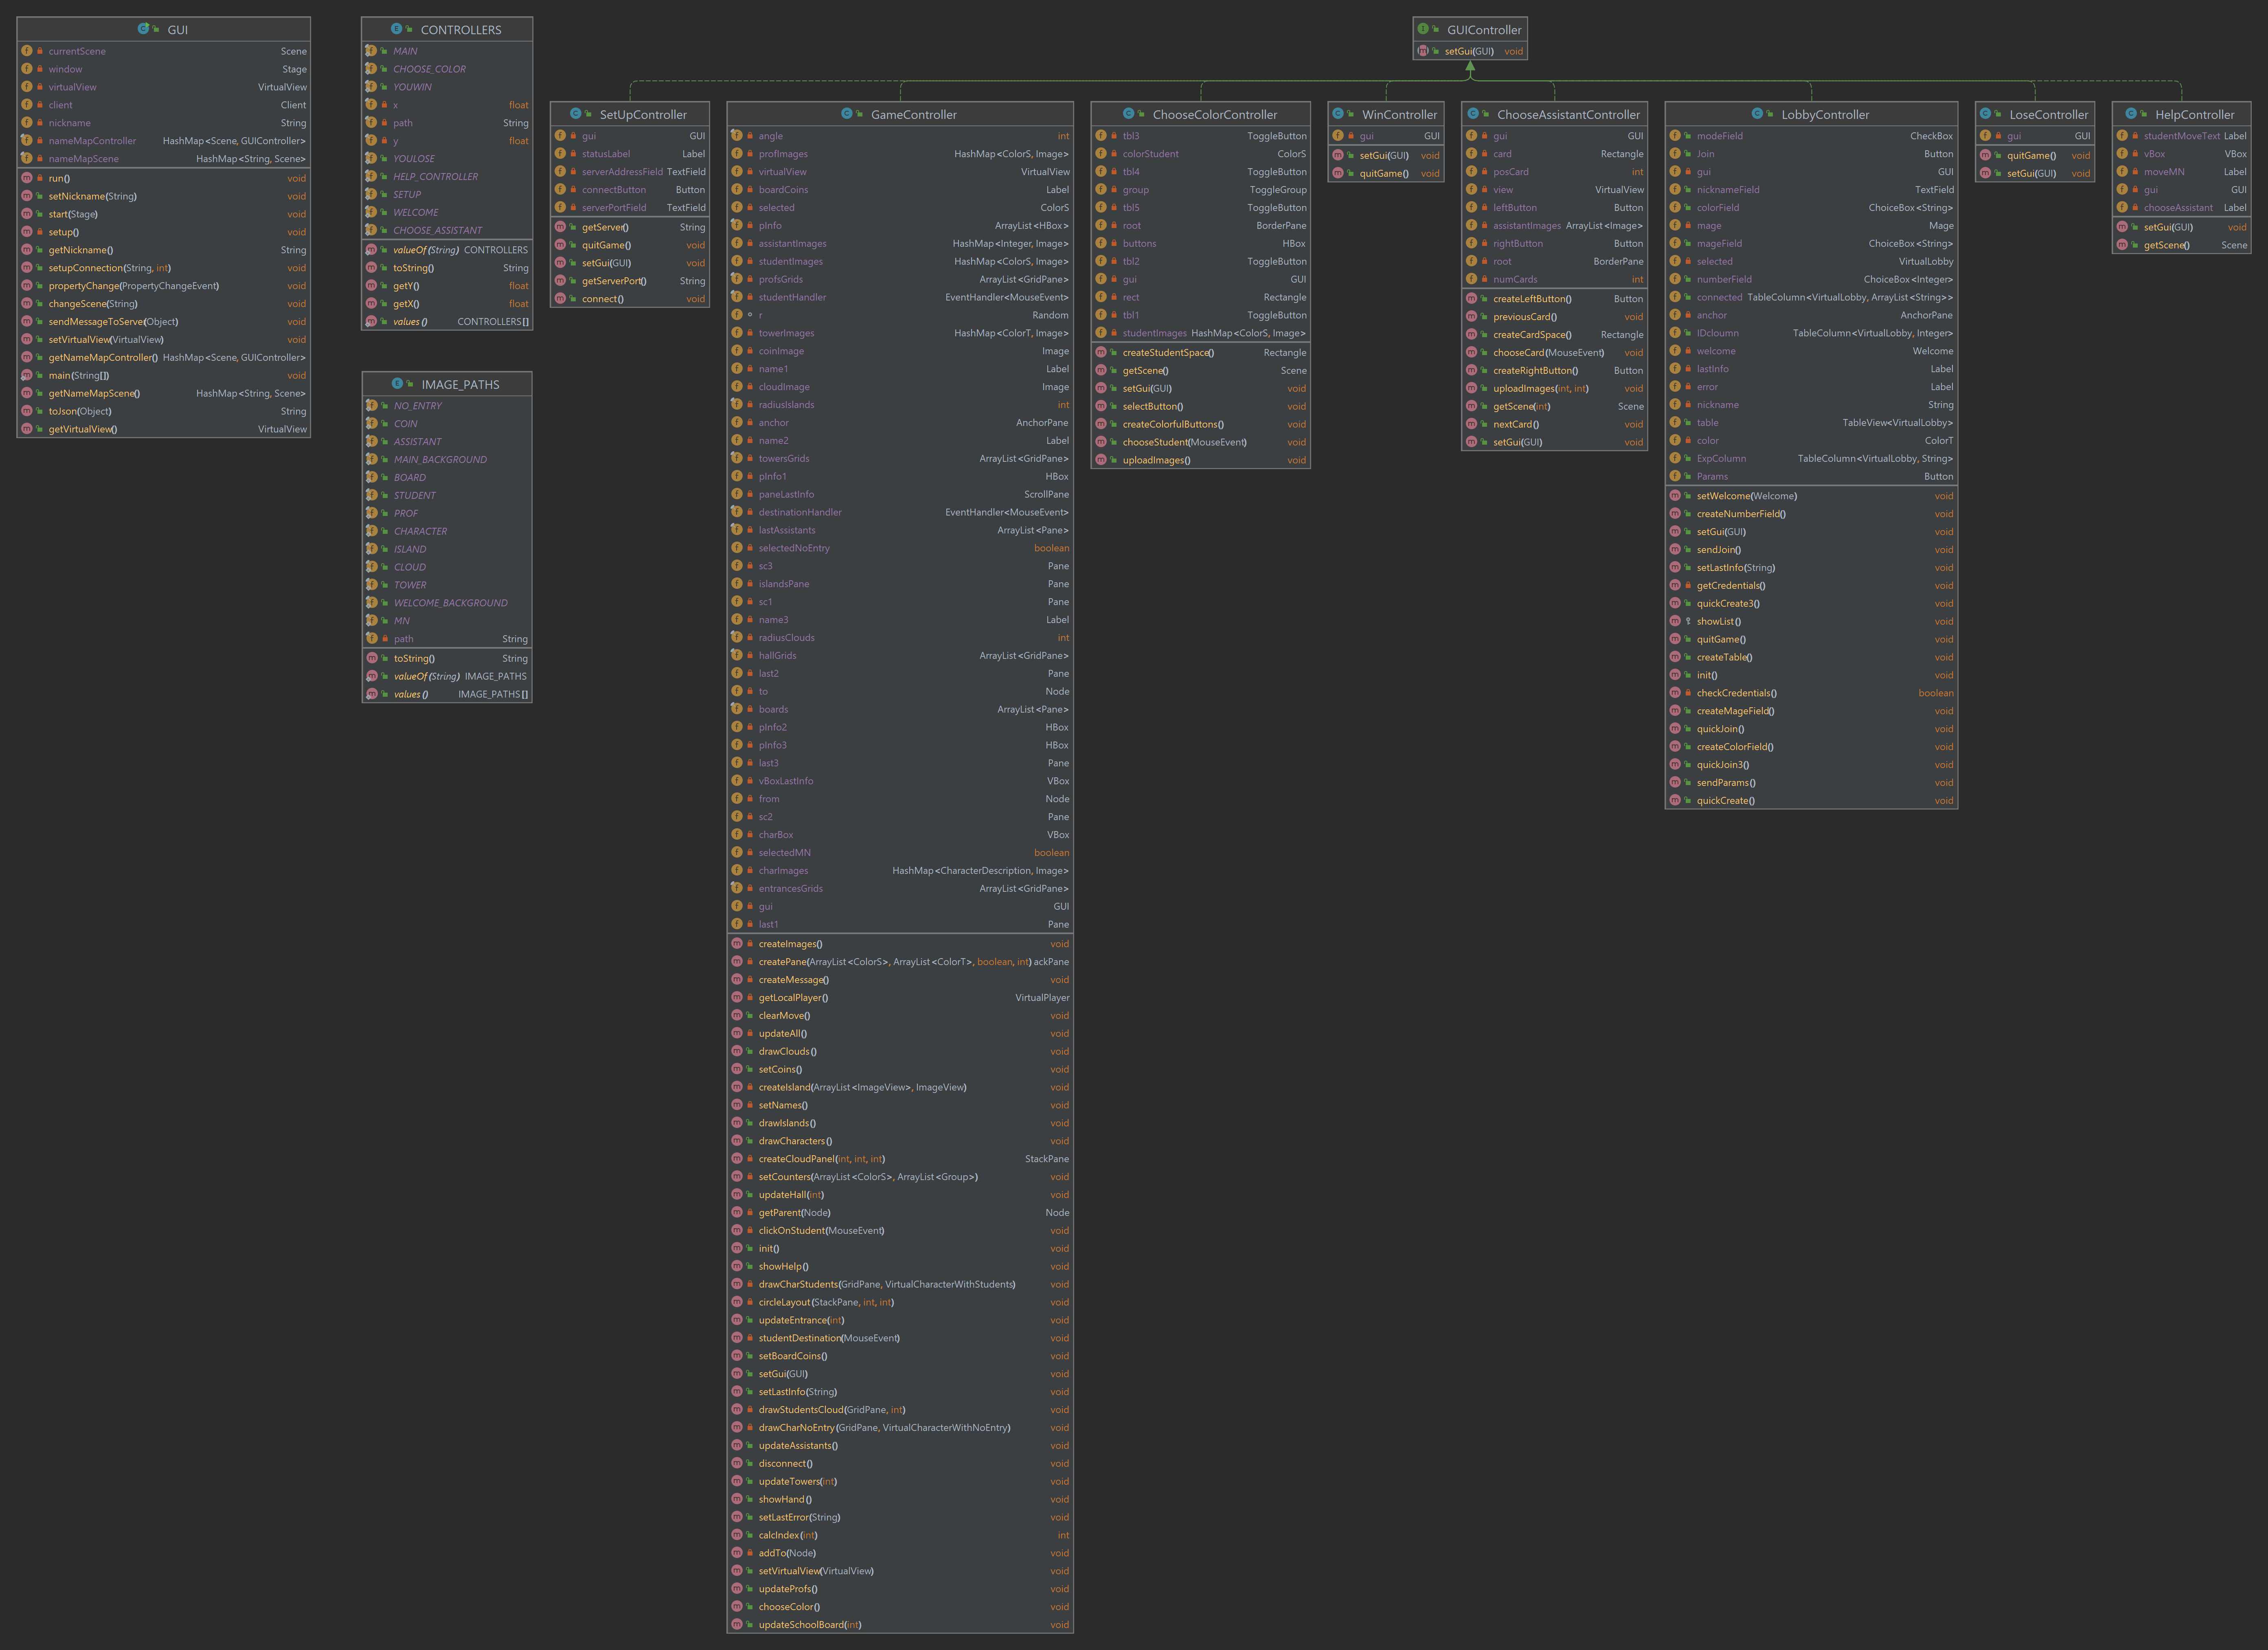 GUI
currentScene Scene
window Stage
virtualView VirtualView
client Client
nickname String
nameMapController HashMap<Scene, GUIController>
nameMapScene HashMap<String, Scene>
run() void
setNickname(String) void
start(Stage) void
setup() void
getNickname() String
setupConnection(String, int) void
propertyChange(PropertyChangeEvent) void
changeScene(String) void
sendMessageToServe(Object) void
setVirtualView(VirtualView) void
getNameMapController() HashMap<Scene, GUIController>
main(String[]) void
getNameMapScene() HashMap<String, Scene>
toJson(Object) String
getVirtualView() VirtualView
CONTROLLERS
MAIN
CHOOSE_COLOR
YOUWIN
x float
path String
y float
YOULOSE
HELP_CONTROLLER
SETUP
WELCOME
CHOOSE_ASSISTANT
valueOf(String) CONTROLLERS
toString() String
getY() float
getX() float
values() CONTROLLERS[]
IMAGE_PATHS
NO_ENTRY
COIN
ASSISTANT
MAIN_BACKGROUND
BOARD
STUDENT
PROF
CHARACTER
ISLAND
CLOUD
TOWER
WELCOME_BACKGROUND
MN
path String
toString() String
valueOf(String) IMAGE_PATHS
values() IMAGE_PATHS[]
GUIController
setGui(GUI) void
SetUpController
gui GUI
statusLabel Label
serverAddressField TextField
connectButton Button
serverPortField TextField
getServer() String
quitGame() void
setGui(GUI) void
getServerPort() String
connect() void
GameController
angle int
profImages HashMap<ColorS, Image>
virtualView VirtualView
boardCoins Label
selected ColorS
pInfo ArrayList<HBox>
assistantImages HashMap<Integer, Image>
studentImages HashMap<ColorS, Image>
profsGrids ArrayList<GridPane>
studentHandler EventHandler<MouseEvent>
r Random
towerImages HashMap<ColorT, Image>
coinImage Image
name1 Label
cloudImage Image
radiusIslands int
anchor AnchorPane
name2 Label
towersGrids ArrayList<GridPane>
pInfo1 HBox
paneLastInfo ScrollPane
destinationHandler EventHandler<MouseEvent>
lastAssistants ArrayList<Pane>
selectedNoEntry boolean
sc3 Pane
islandsPane Pane
sc1 Pane
name3 Label
radiusClouds int
hallGrids ArrayList<GridPane>
last2 Pane
to Node
boards ArrayList<Pane>
pInfo2 HBox
pInfo3 HBox
last3 Pane
vBoxLastInfo VBox
from Node
sc2 Pane
charBox VBox
selectedMN boolean
charImages HashMap<CharacterDescription, Image>
entrancesGrids ArrayList<GridPane>
gui GUI
last1 Pane
createImages() void
createPane(ArrayList<ColorS>, ArrayList<ColorT>, boolean, int) ackPane
createMessage() void
getLocalPlayer() VirtualPlayer
clearMove() void
updateAll() void
drawClouds() void
setCoins() void
createIsland(ArrayList<ImageView>, ImageView) void
setNames() void
drawIslands() void
drawCharacters() void
createCloudPanel(int, int, int) StackPane
setCounters(ArrayList<ColorS>, ArrayList<Group>) void
updateHall(int) void
getParent(Node) Node
clickOnStudent(MouseEvent) void
init() void
showHelp() void
drawCharStudents(GridPane, VirtualCharacterWithStudents) void
circleLayout(StackPane, int, int) void
updateEntrance(int) void
studentDestination(MouseEvent) void
setBoardCoins() void
setGui(GUI) void
setLastInfo(String) void
drawStudentsCloud(GridPane, int) void
drawCharNoEntry(GridPane, VirtualCharacterWithNoEntry) void
updateAssistants() void
disconnect() void
updateTowers(int) void
showHand() void
setLastError(String) void
calcIndex(int) int
addTo(Node) void
setVirtualView(VirtualView) void
updateProfs() void
chooseColor() void
updateSchoolBoard(int) void
ChooseColorController
tbl3 ToggleButton
colorStudent ColorS
tbl4 ToggleButton
group ToggleGroup
tbl5 ToggleButton
root BorderPane
buttons HBox
tbl2 ToggleButton
gui GUI
rect Rectangle
tbl1 ToggleButton
studentImages HashMap<ColorS, Image>
createStudentSpace() Rectangle
getScene() Scene
setGui(GUI) void
selectButton() void
createColorfulButtons() void
chooseStudent(MouseEvent) void
uploadImages() void
WinController
gui GUI
setGui(GUI) void
quitGame() void
ChooseAssistantController
gui GUI
card Rectangle
posCard int
view VirtualView
leftButton Button
assistantImages ArrayList<Image>
rightButton Button
root BorderPane
numCards int
createLeftButton() Button
previousCard() void
createCardSpace() Rectangle
chooseCard(MouseEvent) void
createRightButton() Button
uploadImages(int, int) void
getScene(int) Scene
nextCard() void
setGui(GUI) void
LobbyController
modeField CheckBox
Join Button
gui GUI
nicknameField TextField
colorField ChoiceBox<String>
mage Mage
mageField ChoiceBox<String>
selected VirtualLobby
numberField ChoiceBox<Integer>
connected TableColumn<VirtualLobby, ArrayList<String>>
anchor AnchorPane
IDcloumn TableColumn<VirtualLobby, Integer>
welcome Welcome
lastInfo Label
error Label
nickname String
table TableView<VirtualLobby>
color ColorT
ExpColumn TableColumn<VirtualLobby, String>
Params Button
setWelcome(Welcome) void
createNumberField() void
setGui(GUI) void
sendJoin() void
setLastInfo(String) void
getCredentials() void
quickCreate3() void
showList() void
quitGame() void
createTable() void
init() void
checkCredentials() boolean
createMageField() void
quickJoin() void
createColorField() void
quickJoin3() void
sendParams() void
quickCreate() void
LoseController
gui GUI
quitGame() void
setGui(GUI) void
HelpController
studentMoveText Label
vBox VBox
moveMN Label
gui GUI
chooseAssistant Label
setGui(GUI) void
getScene() Scene